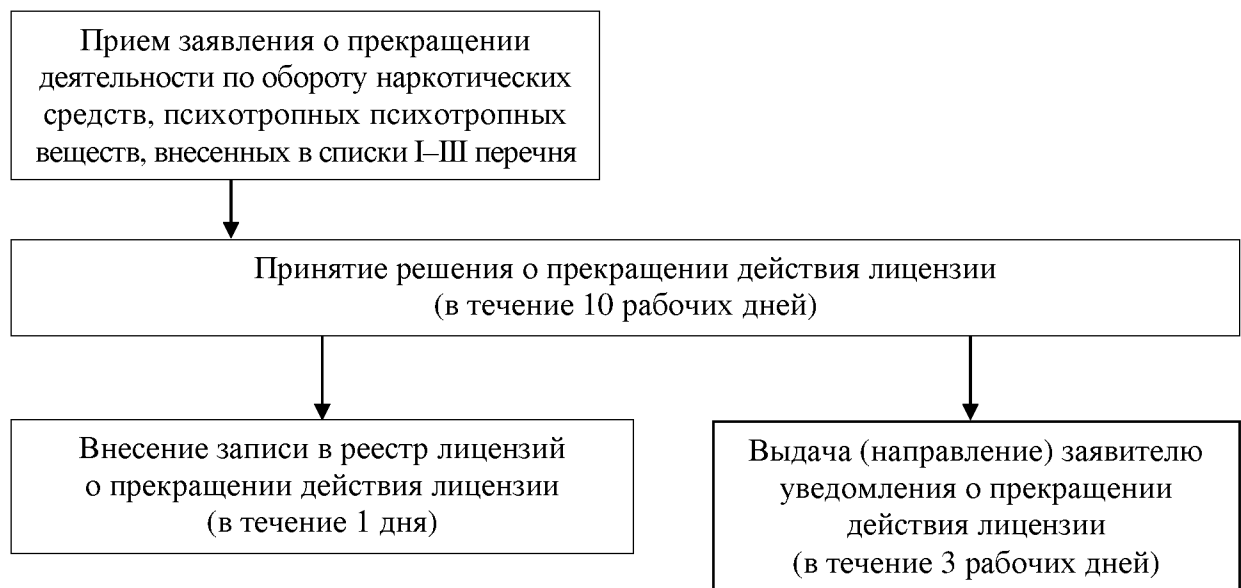 Прием заявления о прекращении
деятельности по обороту наркотических
средств, психотропных психотропных
веществ, внесенных в списки I–III перечня
Принятие решения о прекращении действия лицензии
(в течение 10 рабочих дней)
Внесение записи в реестр лицензий
о прекращении действия лицензии
(в течение 1 дня)
Выдача (направление) заявителю
уведомления о прекращении
действия лицензии
(в течение 3 рабочих дней)